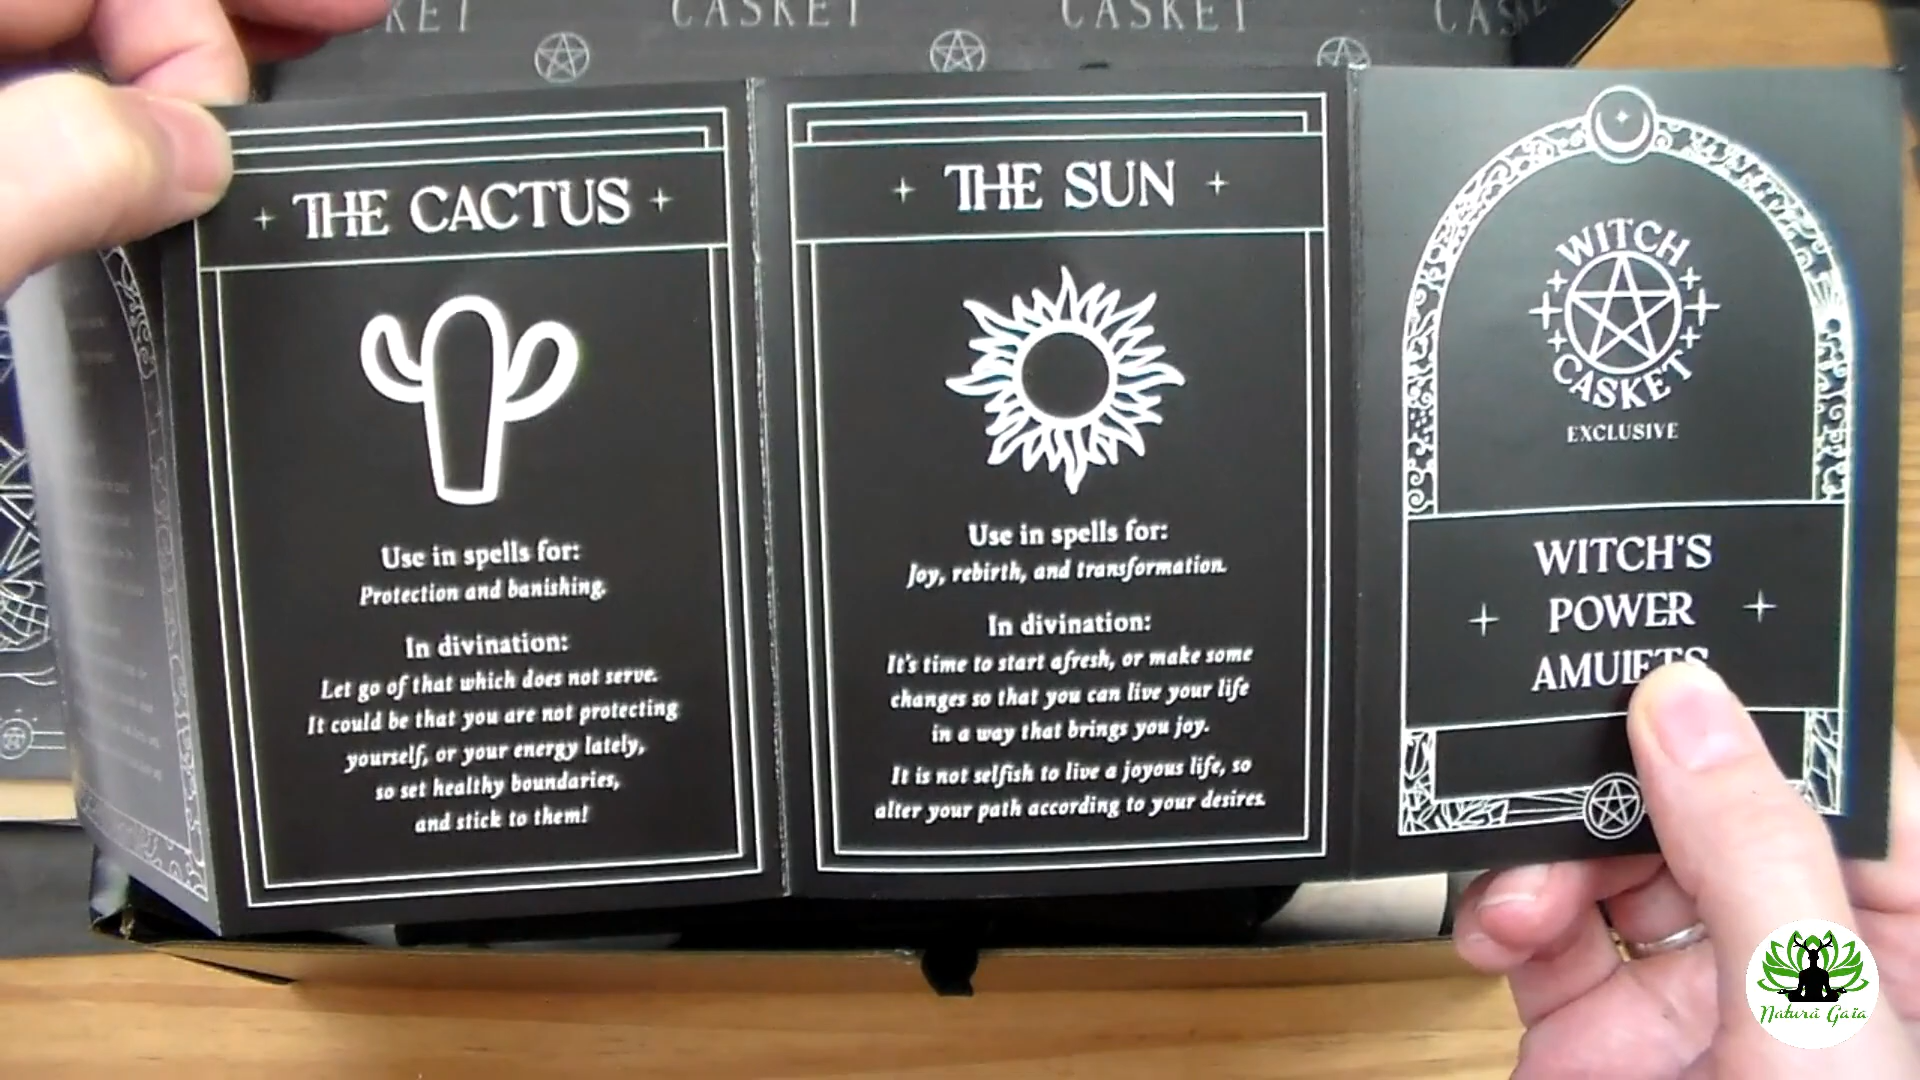 CASKET
CASKET
CASKET
THE CACTUS
Use in spells for:
Protection and banishing.
In divination:
Let go of that which does not serve.
It could be that you are not protecting
yourself, or your energy lately,
so set healthy boundaries,
and stick to them!
THE SUN
Use in spells for:
Joy, rebirth, and transformation.
In divination:
It's time to start afresh, or make some
changes so that you can live your life
in a way that brings you joy.
It is not selfish to live a joyous life, so
alter your path according to your desires.
WITCH
CASKET
EXCLUSIVE
WITCH'S
POWER
AMULETS
Naturà Gaïa